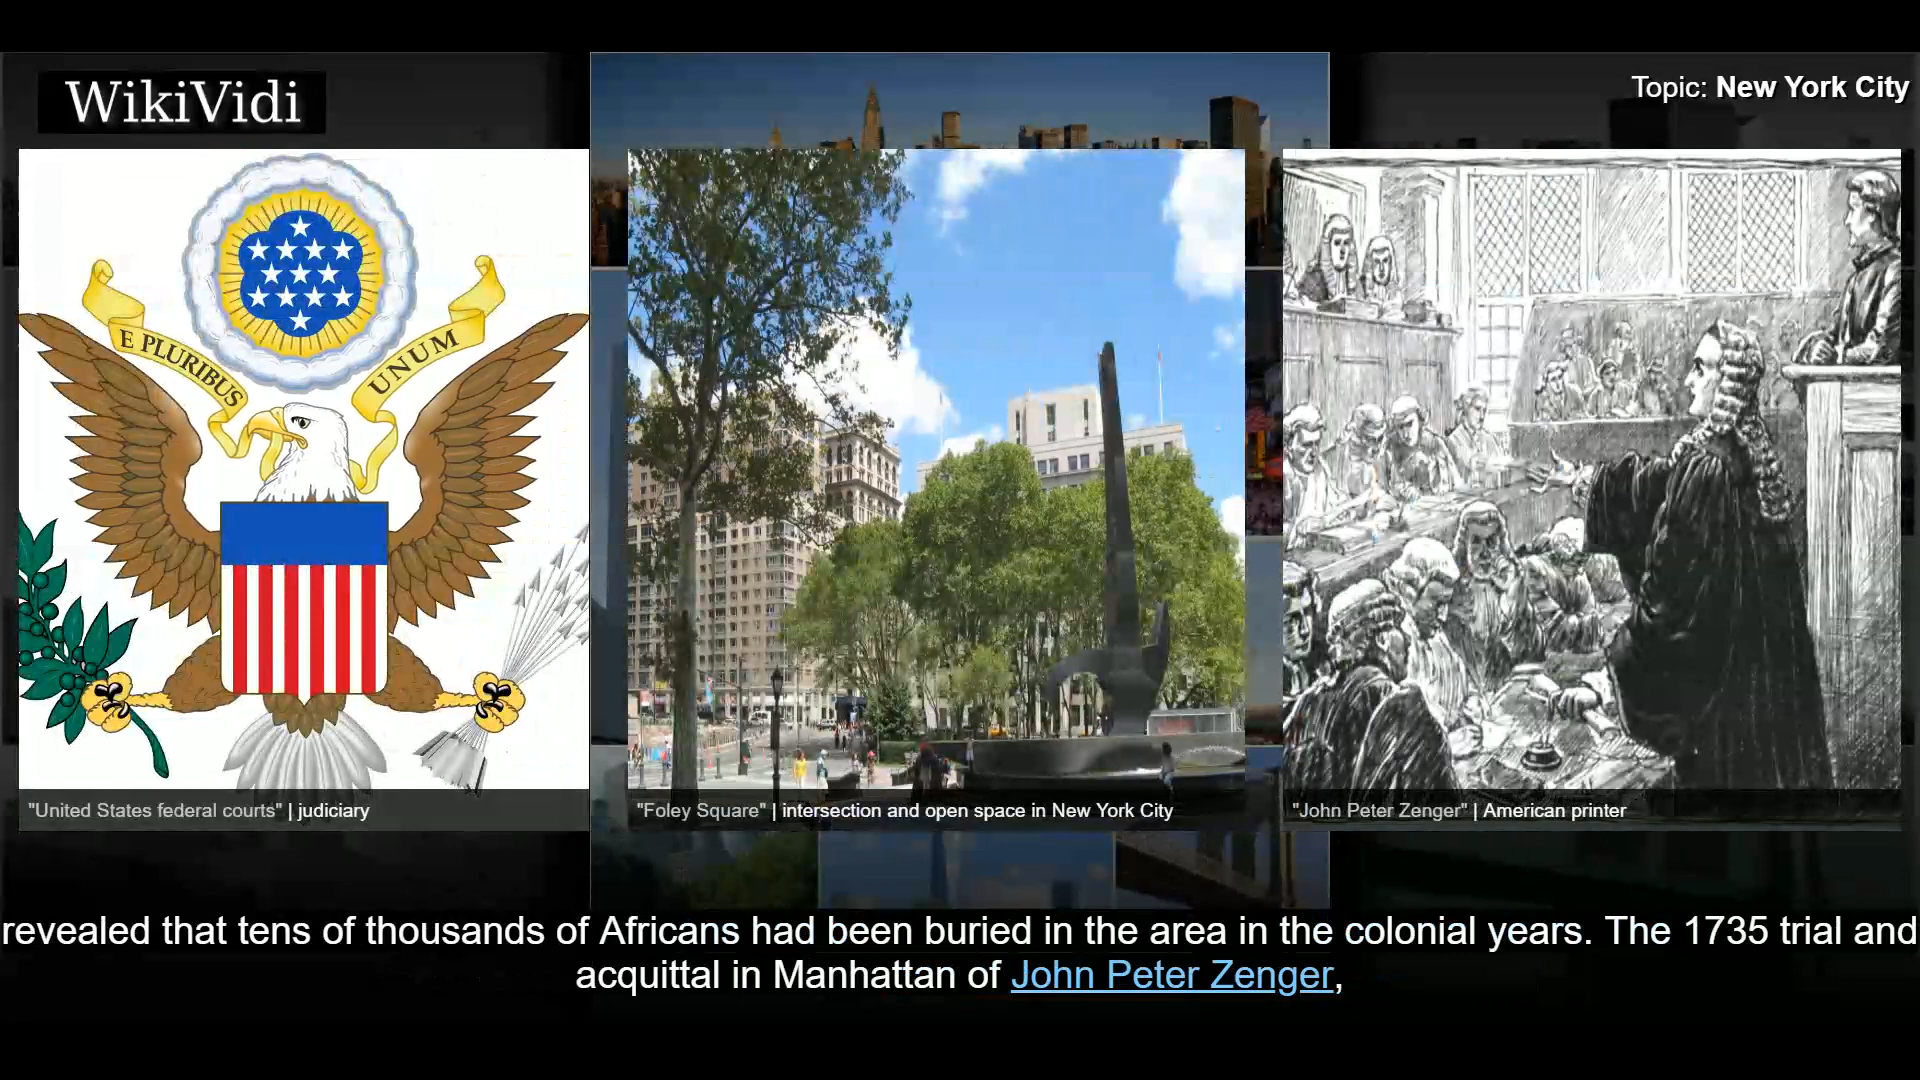 WikiVidi
Topic: New York City
E PLURIBUS UNUM
"United States federal courts" | judiciary
"Foley Square" | intersection and open space in New York City
"John Peter Zenger" | American printer
revealed that tens of thousands of Africans had been buried in the area in the colonial years. The 1735 trial and
acquittal in Manhattan of John Peter Zenger,